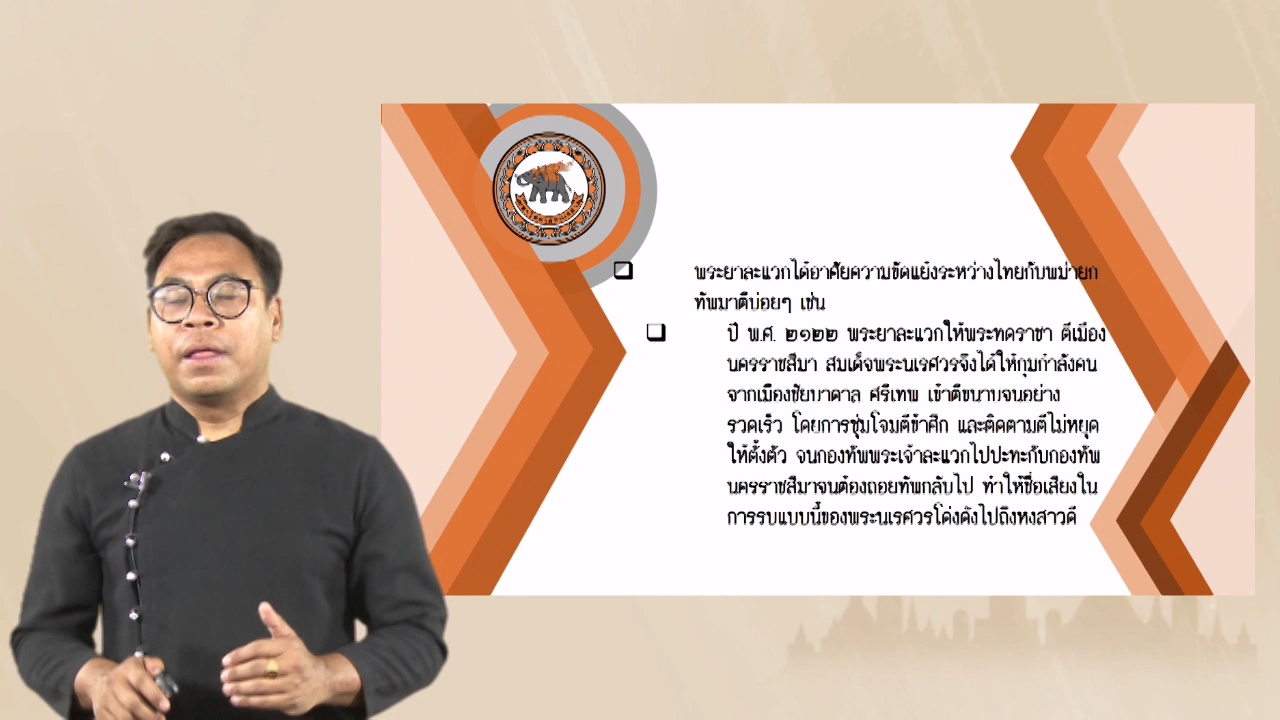 พระยาละแวกได้อาศัยความขัดแย้งระหว่างไทยกับพม่ายก
ทัพมาตีบ่อยๆ เช่น
ปี พ.ศ. ๒๑๒๒ พระยาละแวกให้พระทศราชา ตีเมือง
นครราชสีมา สมเด็จพระนเรศวรจึงได้ให้กุมกำลังคน
จากเมืองชัยบาดาล ศรีเทพ เข้าตีขนาบจนอย่าง
รวดเร็ว โดยการซุ่มโจมตีข้าศึก และติดตามตีไม่หยุด
ให้ตั้งตัว จนกองทัพพระเจ้าละแวกไปปะทะกับกองทัพ
นครราชสีมาจนต้องถอยทัพกลับไป ทำให้ชื่อเสียงใน
การรบแบบนี้ของพระนเรศวรโด่งดังไปถึงหงสาวดี